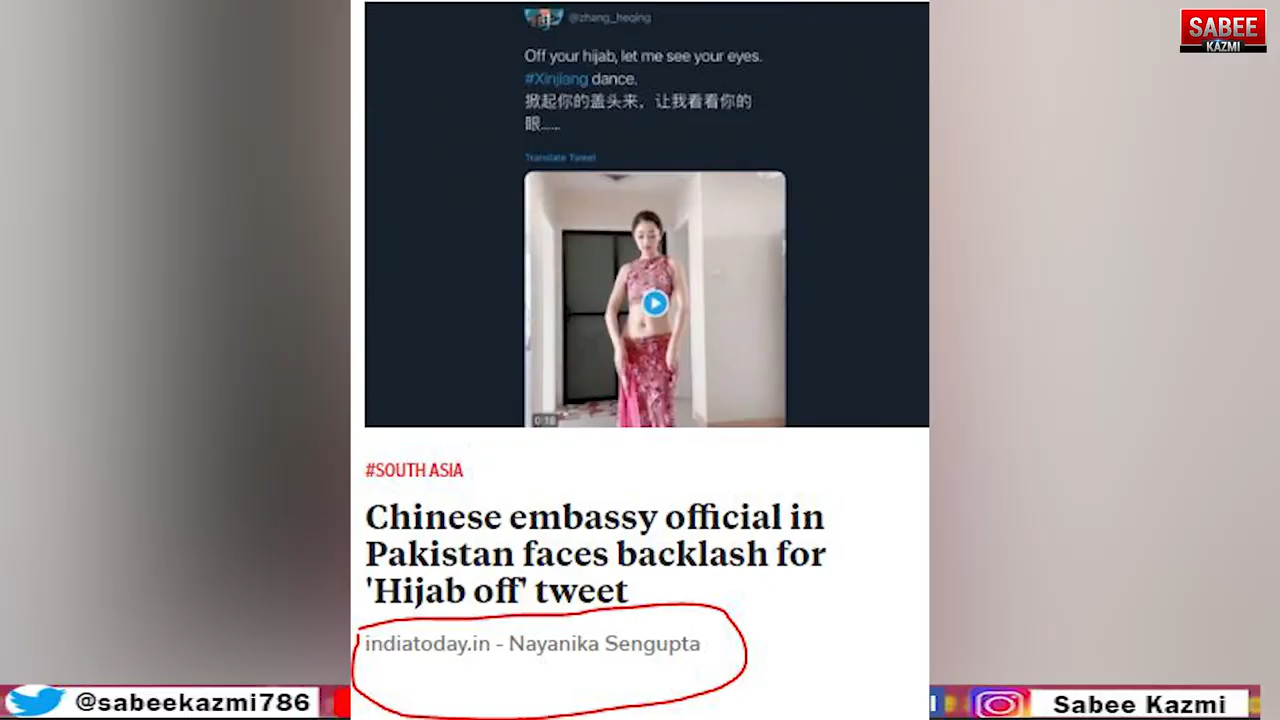 @zhang_heqing
SABEE
KAZMI
Off your hijab, let me see your eyes.
#Xinjiang dance.
掀起你的盖头来，让我看看你的
眼……
Translate Tweet
0:18
#SOUTH ASIA
Chinese embassy official in
Pakistan faces backlash for
'Hijab off' tweet
indiatoday.in - Nayanika Sengupta
@sabeekazmi786
Sabee Kazmi